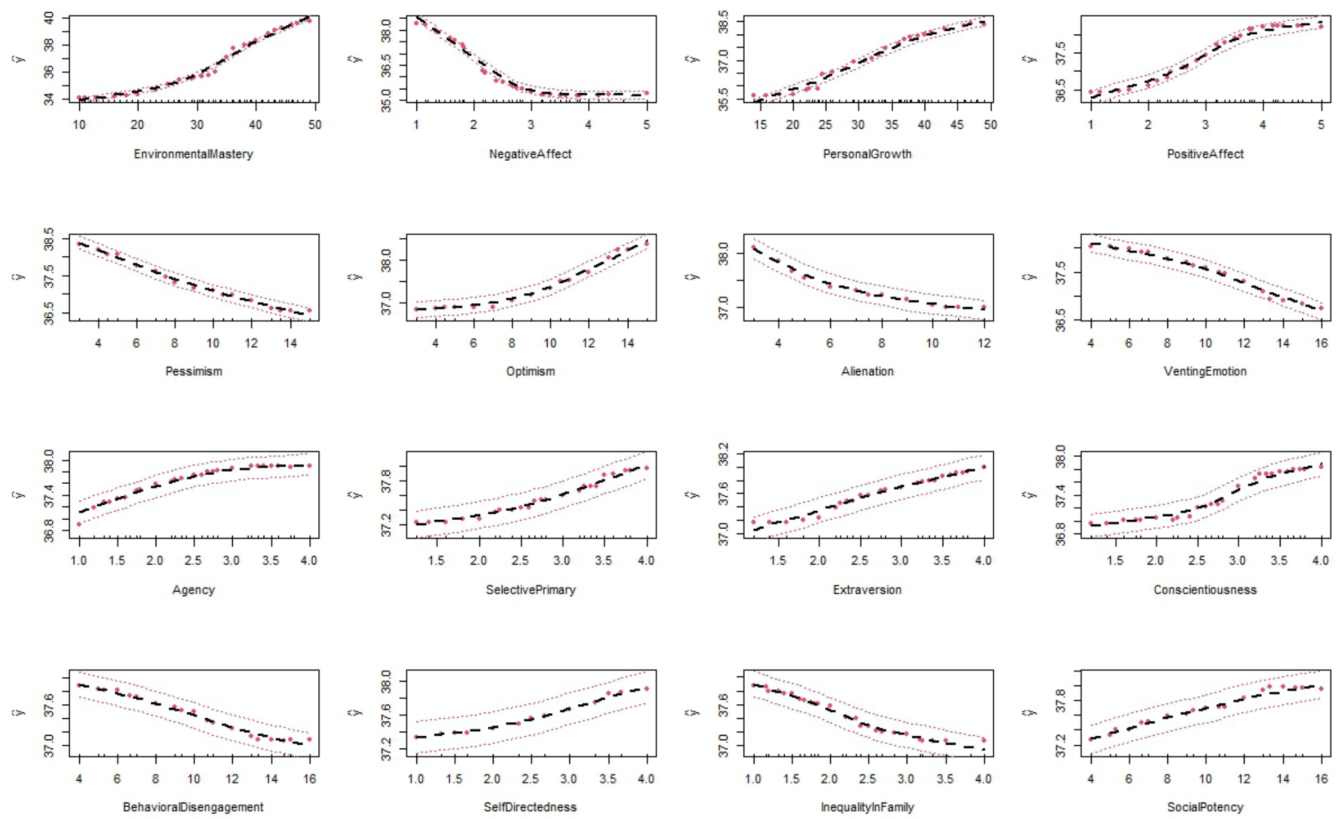 ŷ
40
38
36
34
10 20 30 40 50
EnvironmentalMastery
ŷ
38.0
36.5
35.0
1 2 3 4 5
NegativeAffect
ŷ
38.5
37.0
35.5
15 20 25 30 35 40 45 50
PersonalGrowth
ŷ
37.5
36.5
1 2 3 4 5
PositiveAffect
ŷ
38.5
37.5
36.5
4 6 8 10 12 14
Pessimism
ŷ
38.0
37.0
4 6 8 10 12 14
Optimism
ŷ
38.0
37.0
4 6 8 10 12
Alienation
ŷ
37.5
36.5
4 6 8 10 12 14 16
VentingEmotion
ŷ
38.0
37.4
36.8
1.0 1.5 2.0 2.5 3.0 3.5 4.0
Agency
ŷ
37.8
37.2
1.5 2.0 2.5 3.0 3.5 4.0
SelectivePrimary
ŷ
38.2
37.6
37.0
1.5 2.0 2.5 3.0 3.5 4.0
Extraversion
ŷ
38.0
37.4
36.8
1.5 2.0 2.5 3.0 3.5 4.0
Conscientiousness
ŷ
37.6
37.0
4 6 8 10 12 14 16
BehavioralDisengagement
ŷ
38.0
37.6
37.2
1.0 1.5 2.0 2.5 3.0 3.5 4.0
SelfDirectedness
ŷ
37.6
37.0
1.0 1.5 2.0 2.5 3.0 3.5 4.0
InequalityInFamily
ŷ
37.8
37.2
4 6 8 10 12 14 16
SocialPotency